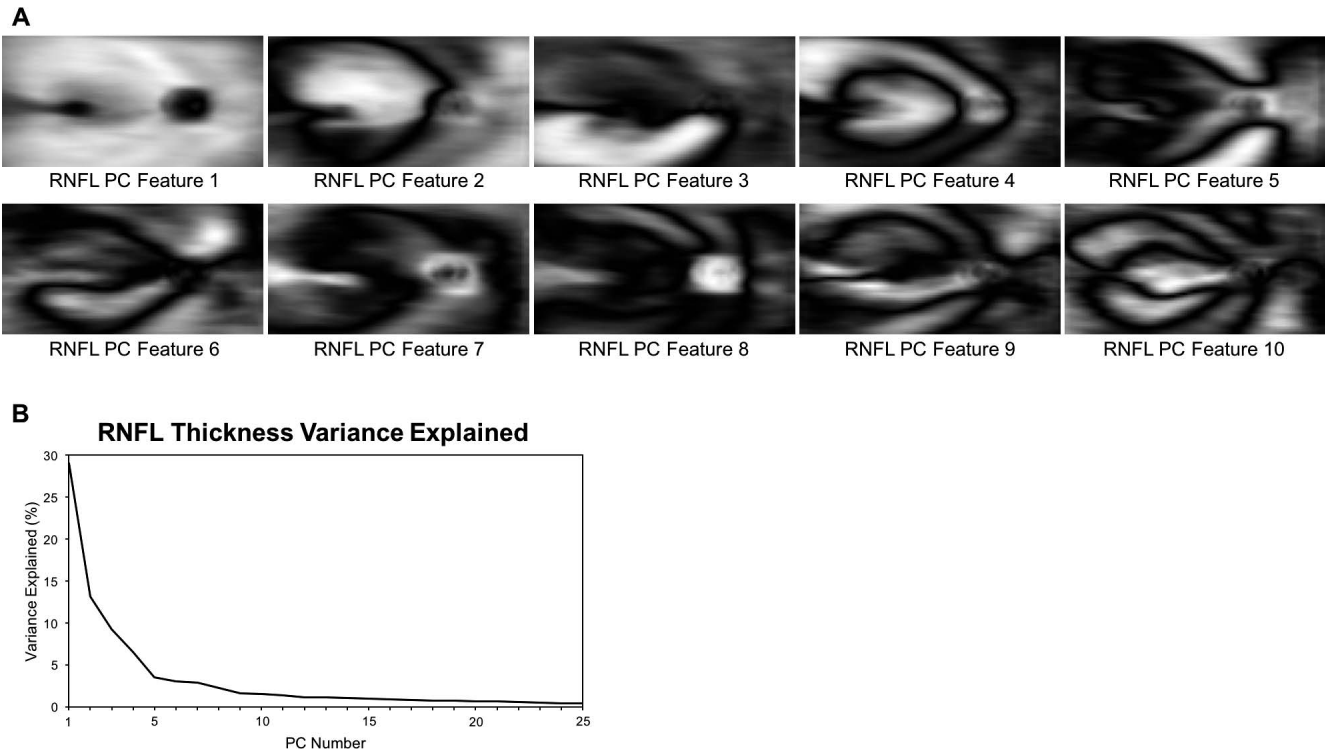 A
RNFL PC Feature 1
RNFL PC Feature 2
RNFL PC Feature 3
RNFL PC Feature 4
RNFL PC Feature 5
RNFL PC Feature 6
RNFL PC Feature 7
RNFL PC Feature 8
RNFL PC Feature 9
RNFL PC Feature 10
B
RNFL Thickness Variance Explained
Variance Explained (%)
30
25
20
15
10
5
0
1
5
10
15
20
25
PC Number